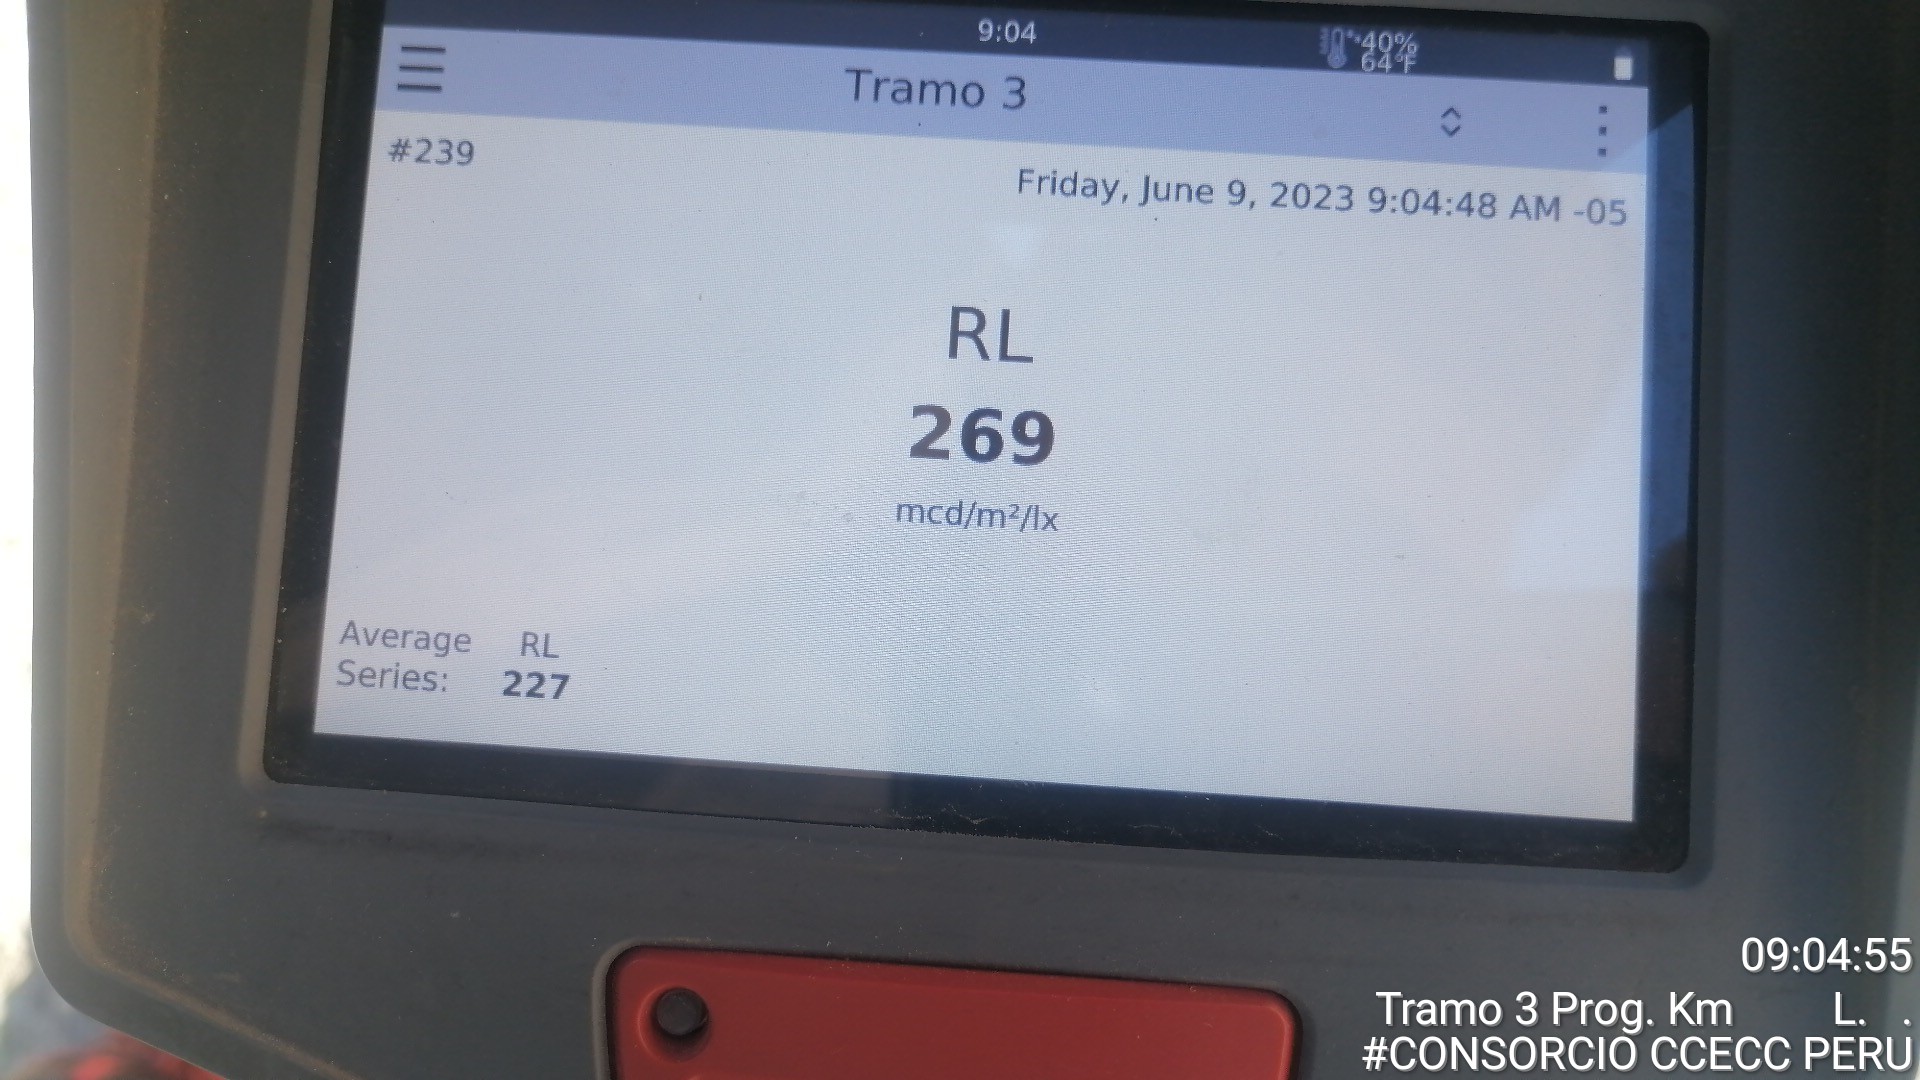 9:04
40%
64°F
Tramo 3
#239
Friday, June 9, 2023 9:04:48 AM -05
RL
269
mcd/m²/lx
Average RL
Series: 227
09:04:55
Tramo 3 Prog. Km L. .
#CONSORCIO CCECC PERU